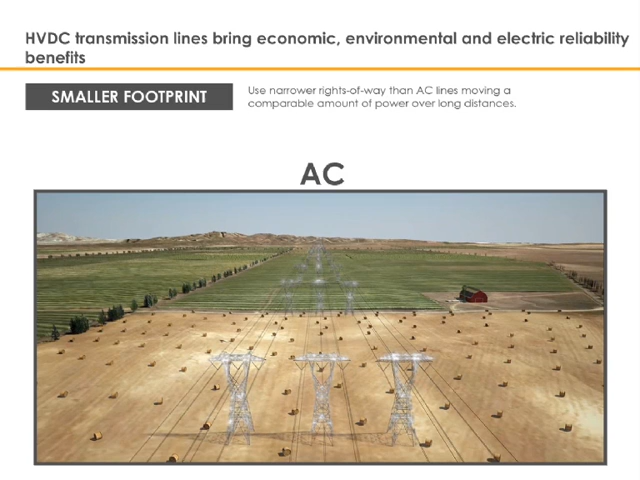 HVDC transmission lines bring economic, environmental and electric reliability
benefits
SMALLER FOOTPRINT
Use narrower rights-of-way than AC lines moving a
comparable amount of power over long distances.
AC